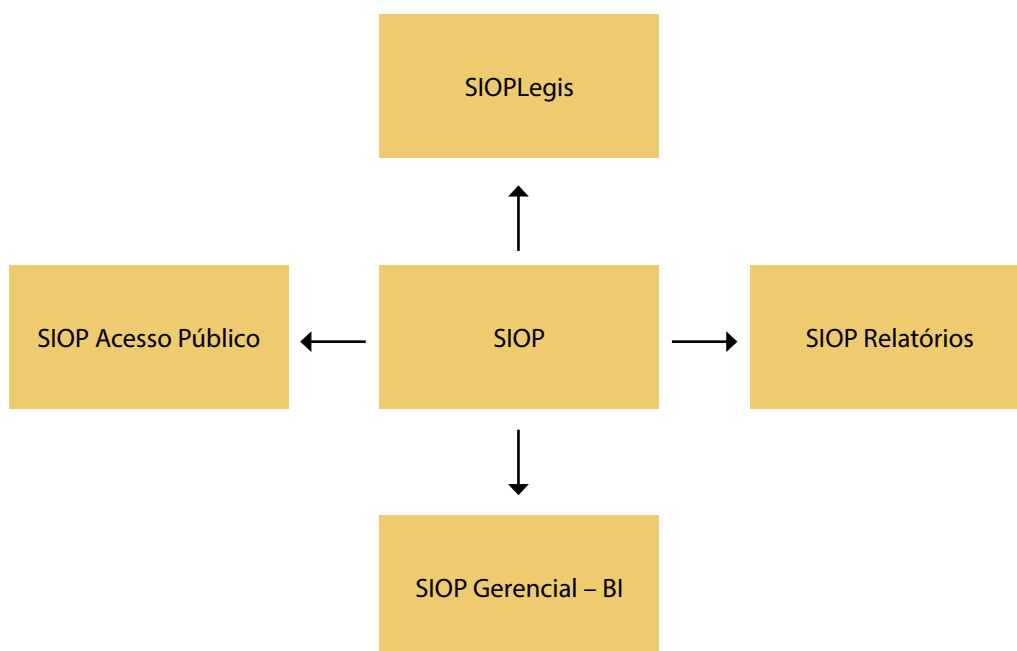 SIOPLegis
SIOP Acesso Público
SIOP
SIOP Relatórios
SIOP Gerencial – BI